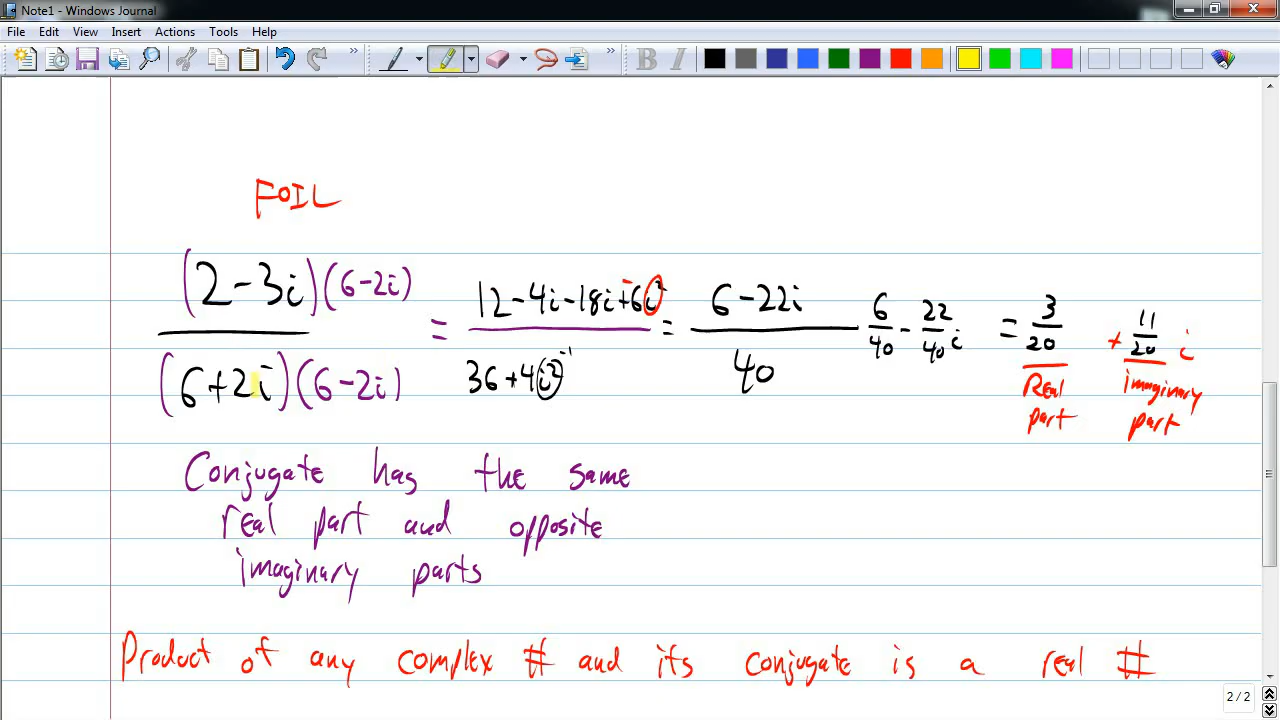 Note1 - Windows Journal
File Edit View Insert Actions Tools Help
FOIL
(2-3i)(6-2i) / (6+2i)(6-2i) = 12-4i-18i+6i² / 36+4i² = 6-22i / 40 6/40 - 22/40 i = 3/20 + 11/20 i
-
-1
Real part
imaginary part
Conjugate has the same
real part and opposite
imaginary parts
Product of any complex # and its conjugate is a real #
2 / 2